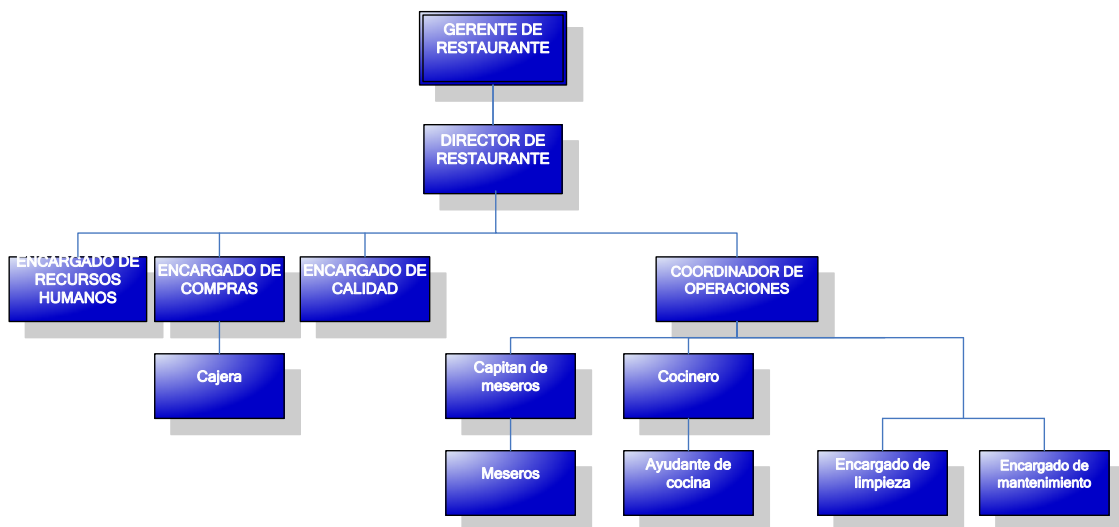 GERENTE DE
RESTAURANTE
DIRECTOR DE
RESTAURANTE
ENCARGADO DE
RECURSOS
HUMANOS
ENCARGADO DE
COMPRAS
ENCARGADO DE
CALIDAD
COORDINADOR DE
OPERACIONES
Cajera
Capitan de
meseros
Cocinero
Meseros
Ayudante de
cocina
Encargado de
limpieza
Encargado de
mantenimiento